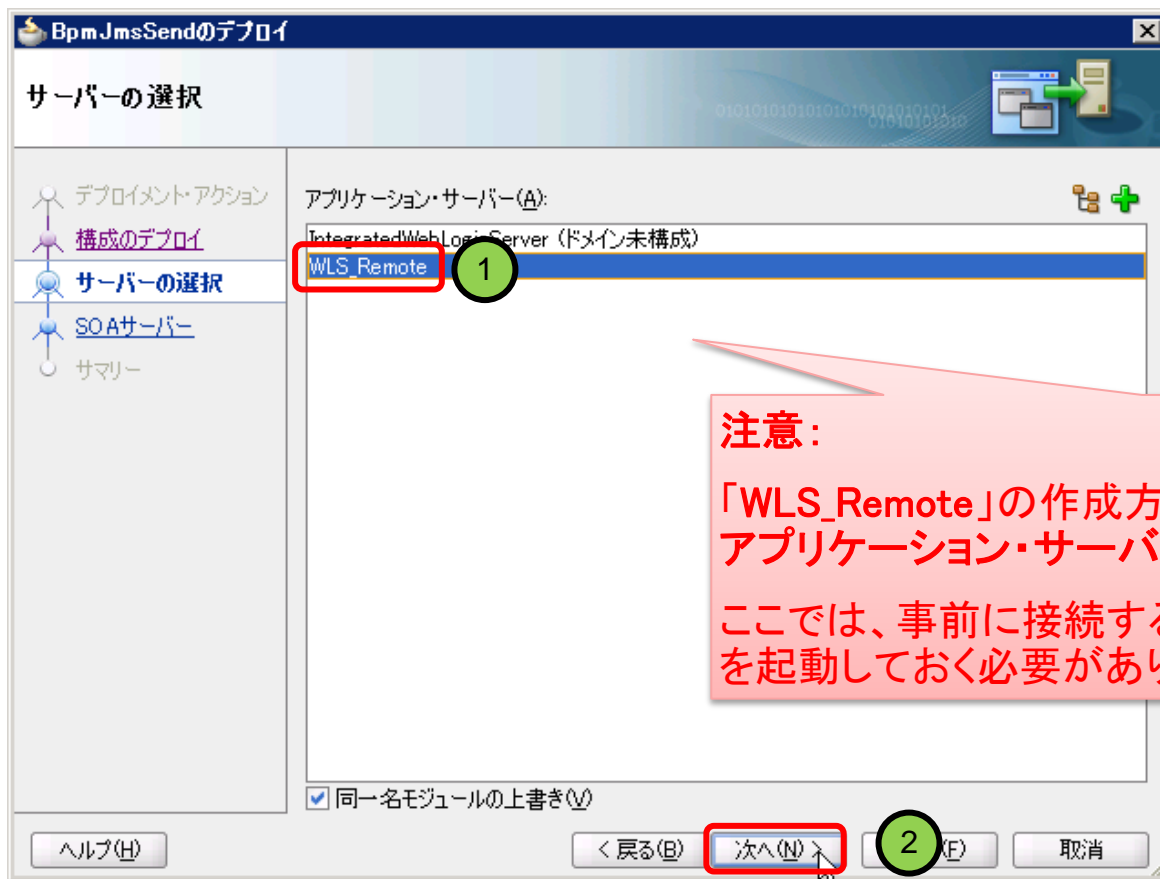 BpmJmsSendのデプロイ
サーバーの選択
デプロイメント・アクション
構成のデプロイ
サーバーの選択
SOAサーバー
サマリー
アプリケーション・サーバー(A):
IntegratedWebLogicServer (ドメイン未構成)
WLS_Remote
1
注意:
「WLS_Remote」の作成方
アプリケーション・サーバ
ここでは、事前に接続する
を起動しておく必要があり
同一名モジュールの上書き(V)
ヘルプ(H)
< 戻る(B)
次へ(N) >
2
(F)
取消